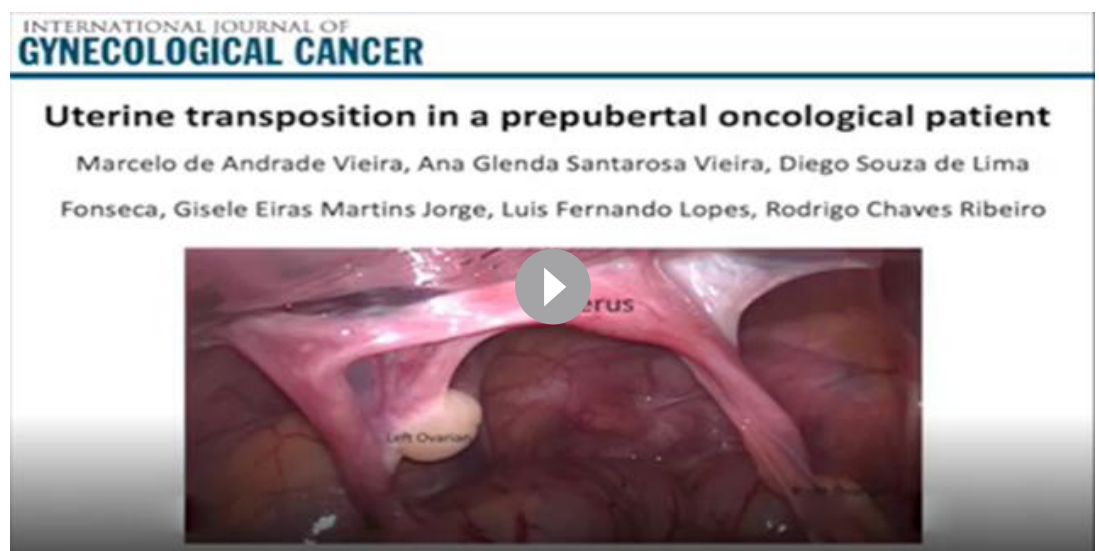 INTERNATIONAL JOURNAL OF
GYNECOLOGICAL CANCER
Uterine transposition in a prepubertal oncological patient
Marcelo de Andrade Vieira, Ana Glenda Santarosa Vieira, Diego Souza de Lima
Fonseca, Gisele Eiras Martins Jorge, Luis Fernando Lopes, Rodrigo Chaves Ribeiro
erus
Left Ovarian